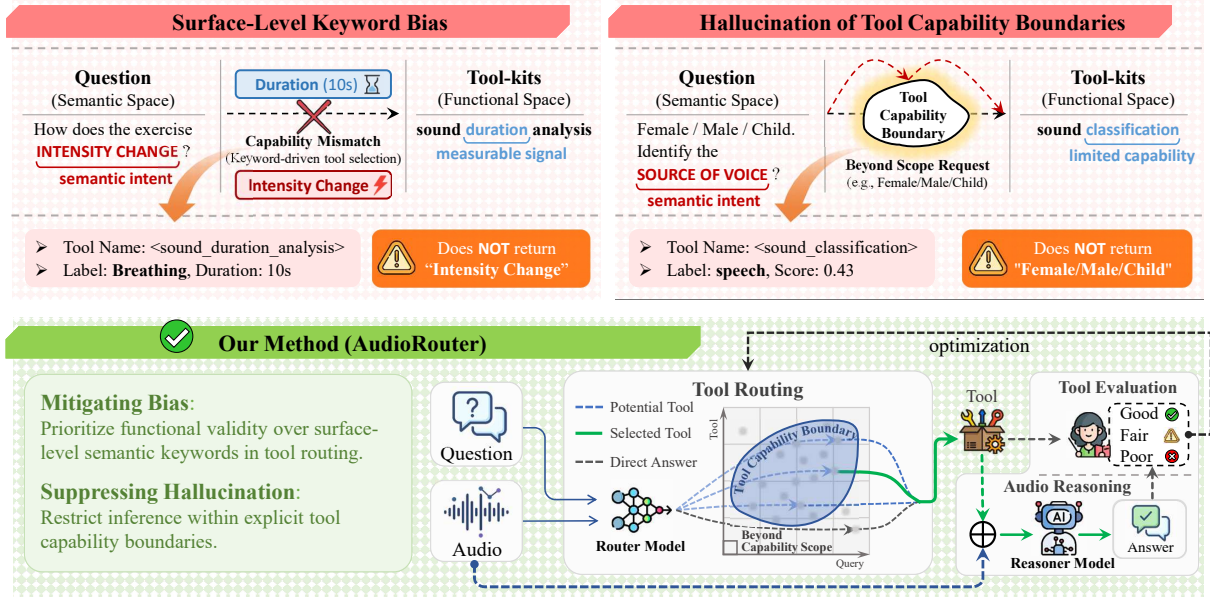 Surface-Level Keyword Bias
Question
(Semantic Space)
How does the exercise
INTENSITY CHANGE ?
semantic intent
Duration (10s)
Capability Mismatch
(Keyword-driven tool selection)
Intensity Change
Tool-kits
(Functional Space)
sound duration analysis
measurable signal
➢ Tool Name: <sound_duration_analysis>
➢ Label: Breathing, Duration: 10s
Does NOT return
“Intensity Change”
Hallucination of Tool Capability Boundaries
Question
(Semantic Space)
Female / Male / Child.
Identify the
SOURCE OF VOICE ?
semantic intent
Tool
Capability
Boundary
Beyond Scope Request
(e.g., Female/Male/Child)
Tool-kits
(Functional Space)
sound classification
limited capability
➢ Tool Name: <sound_classification>
➢ Label: speech, Score: 0.43
Does NOT return
"Female/Male/Child"
Our Method (AudioRouter)
Mitigating Bias:
Prioritize functional validity over surface-
level semantic keywords in tool routing.
Suppressing Hallucination:
Restrict inference within explicit tool
capability boundaries.
Question
Audio
Router Model
Tool Routing
Potential Tool
Selected Tool
Direct Answer
Tool
Tool Capability Boundary
Beyond
Capability Scope
Query
optimization
Tool
Tool Evaluation
Good
Fair
Poor
Audio Reasoning
AI
Reasoner Model
Answer